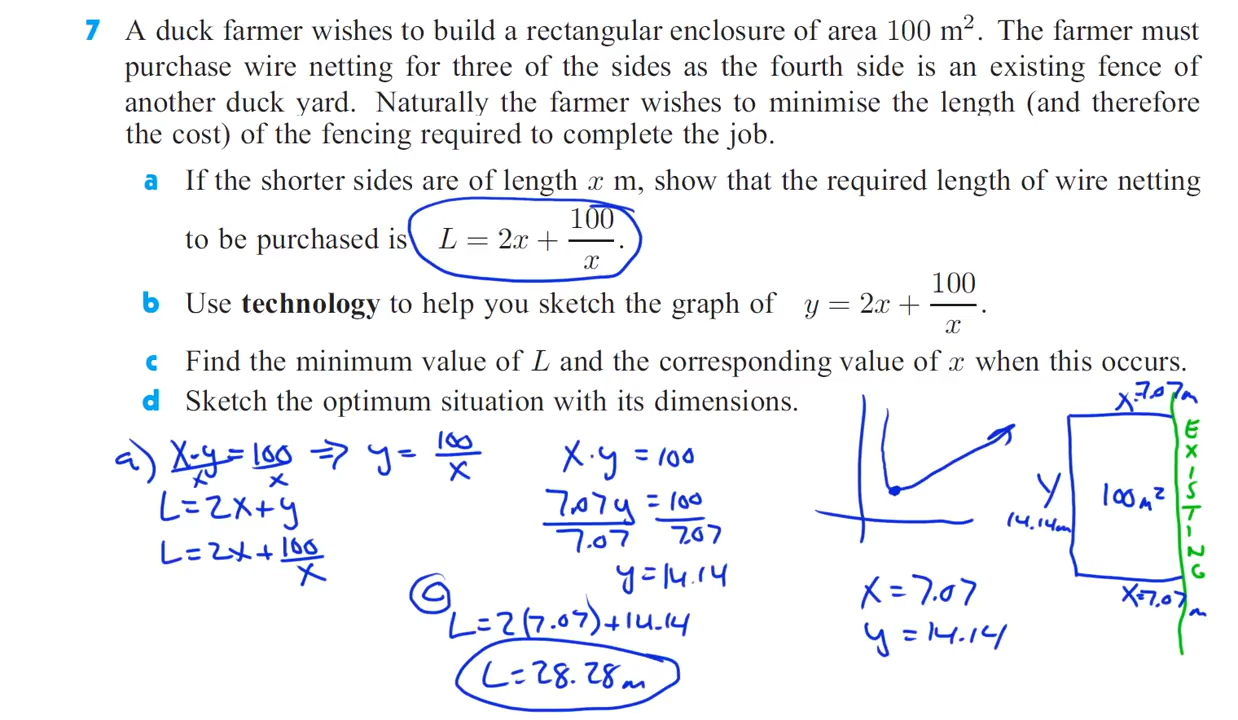 7 A duck farmer wishes to build a rectangular enclosure of area 100 m². The farmer must
purchase wire netting for three of the sides as the fourth side is an existing fence of
another duck yard. Naturally the farmer wishes to minimise the length (and therefore
the cost) of the fencing required to complete the job.
a If the shorter sides are of length x m, show that the required length of wire netting
to be purchased is L = 2x + 100/x.
b Use technology to help you sketch the graph of y = 2x + 100/x.
c Find the minimum value of L and the corresponding value of x when this occurs.
d Sketch the optimum situation with its dimensions.
a) x·y/x = 100/x ⇒ y = 100/x
L = 2x + y
L = 2x + 100/x
x·y = 100
7.07y/7.07 = 100/7.07
y = 14.14
c
L = 2(7.07) + 14.14
L = 28.28 m
x = 7.07
y = 14.14
x=7.07m
y
14.14m
100m²
x=7.07m
EXISTING